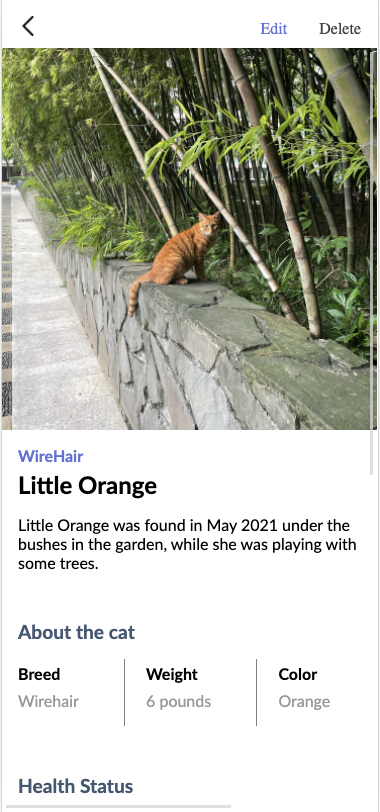 Edit Delete
WireHair
Little Orange
Little Orange was found in May 2021 under the
bushes in the garden, while she was playing with
some trees.
About the cat
Breed Weight Color
Wirehair 6 pounds Orange
Health Status